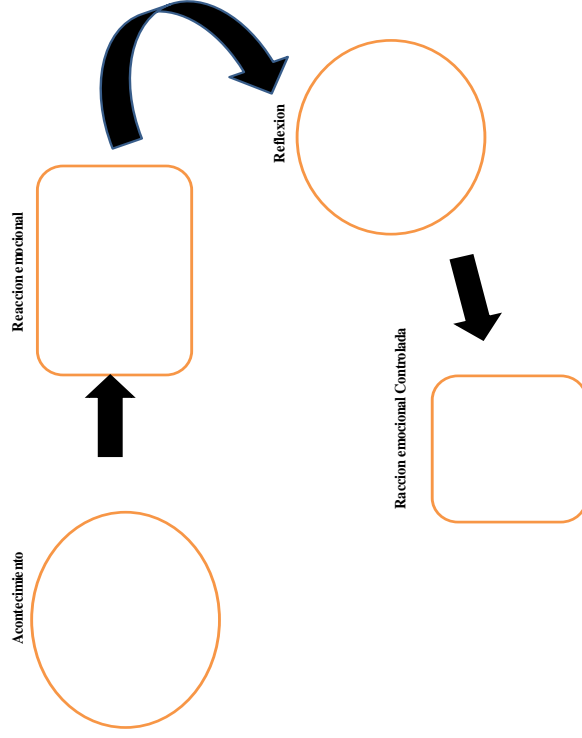 Acontecimiento
Reaccion emocional
Reflexion
Raccion emocional Controlada